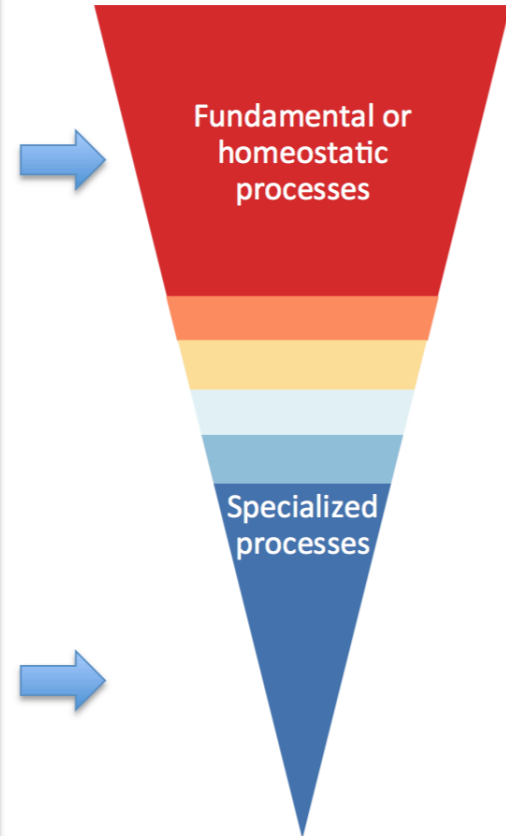 Fundamental or
homeostatic
processes
Specialized
processes